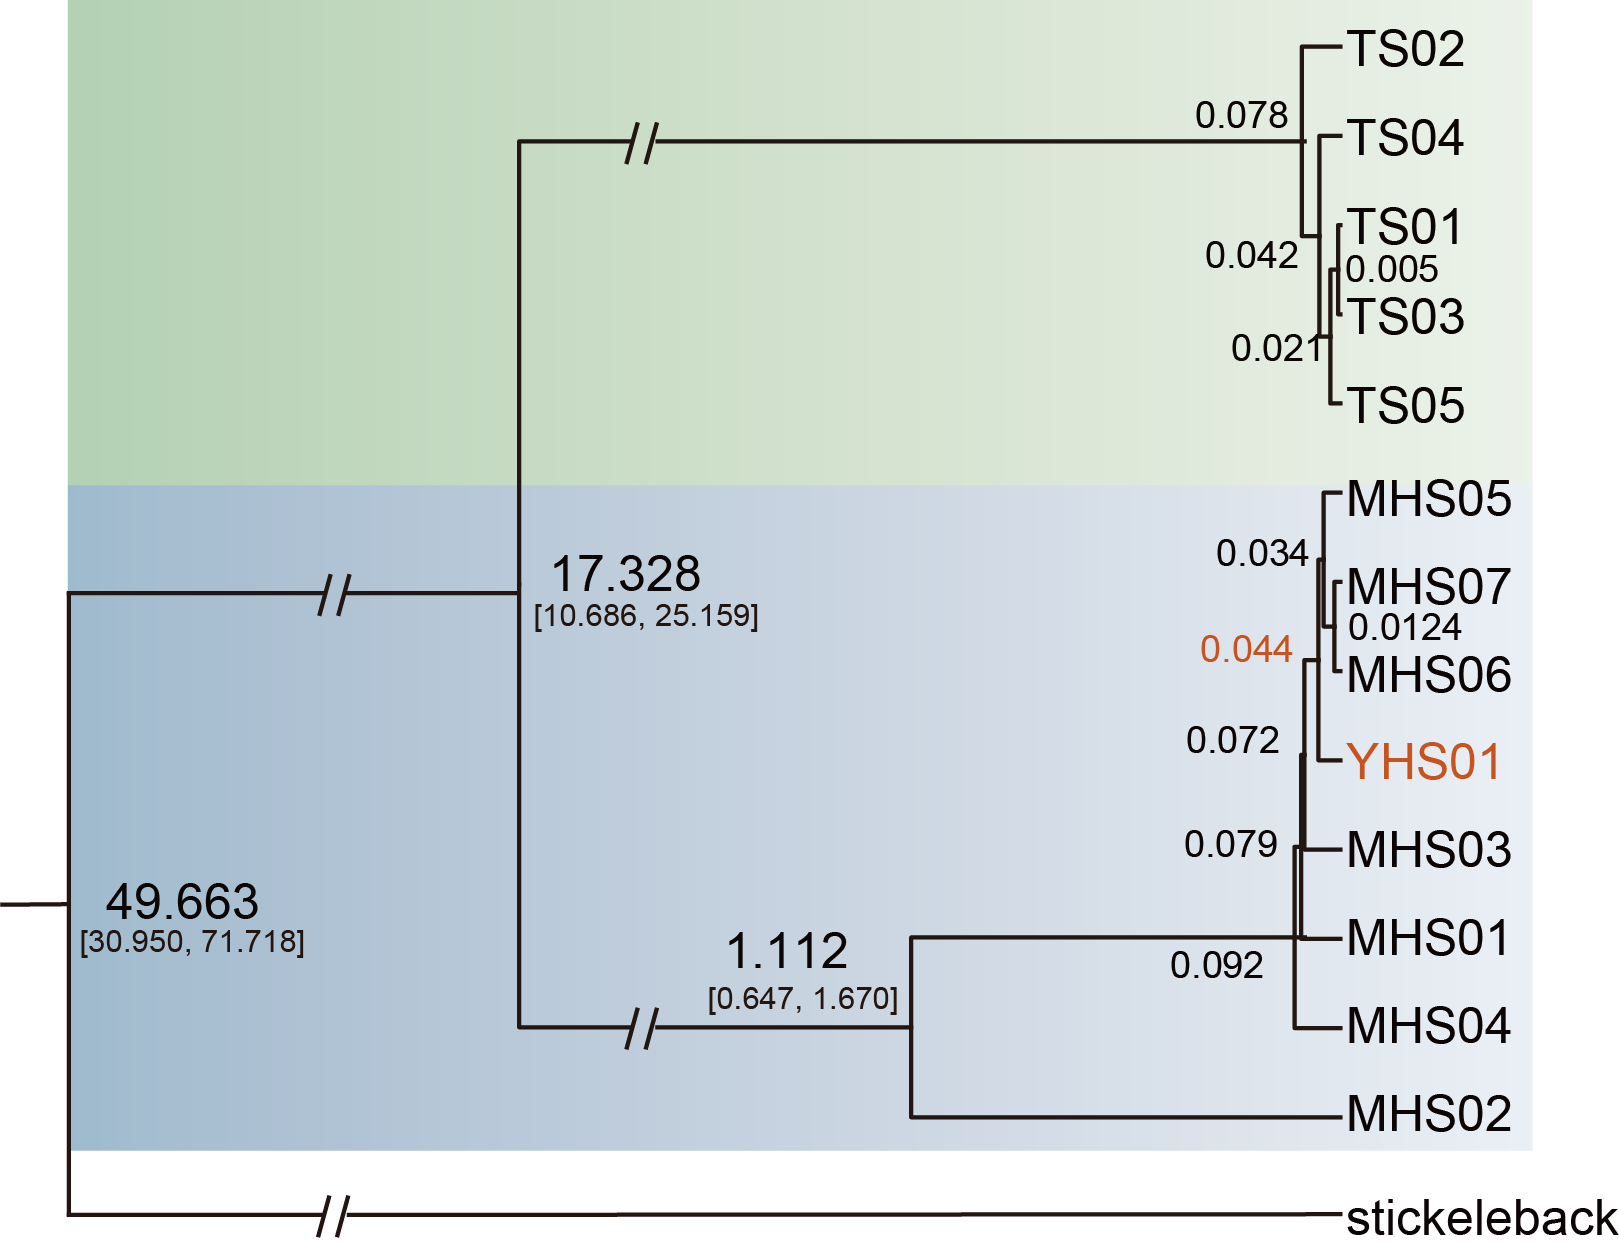 TS02
0.078
TS04
TS01
0.042
0.005
TS03
0.021
TS05
MHS05
0.034
17.328
MHS07
[10.686, 25.159]
0.0124
0.044
MHS06
0.072
YHS01
0.079
MHS03
49.663
[30.950, 71.718]
1.112
MHS01
0.092
[0.647, 1.670]
MHS04
MHS02
stickeleback